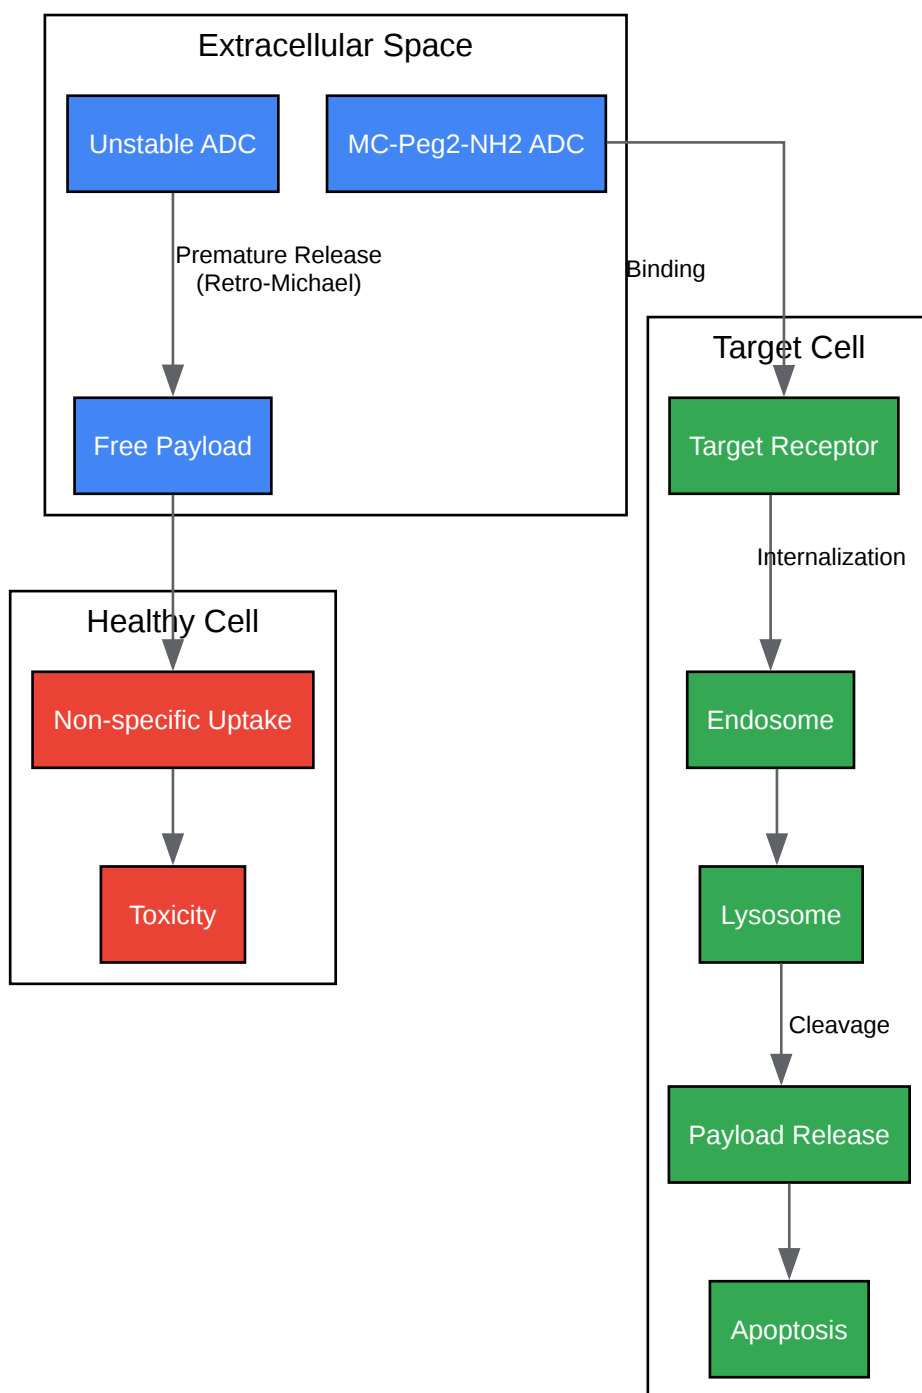 Extracellular Space
Unstable ADC
MC-Peg2-NH2 ADC
Premature Release
(Retro-Michael)
Binding
Free Payload
Target Cell
Target Receptor
Internalization
Healthy Cell
Non-specific Uptake
Toxicity
Endosome
Lysosome
Cleavage
Payload Release
Apoptosis